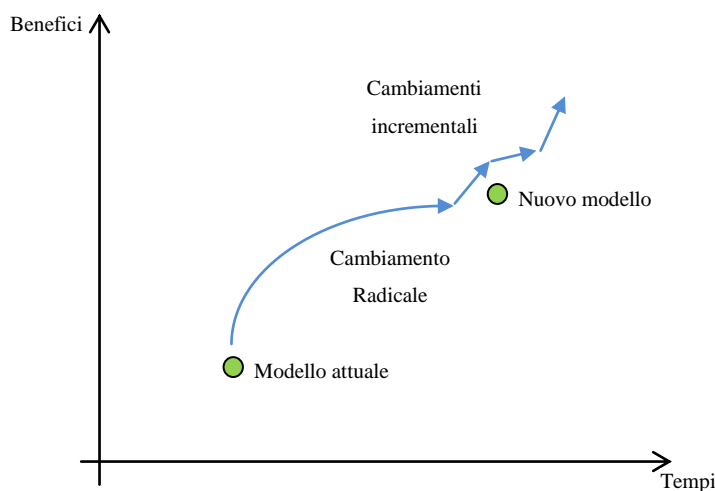 Benefici
Cambiamenti
incrementali
Nuovo modello
Cambiamento
Radicale
Modello attuale
Tempi